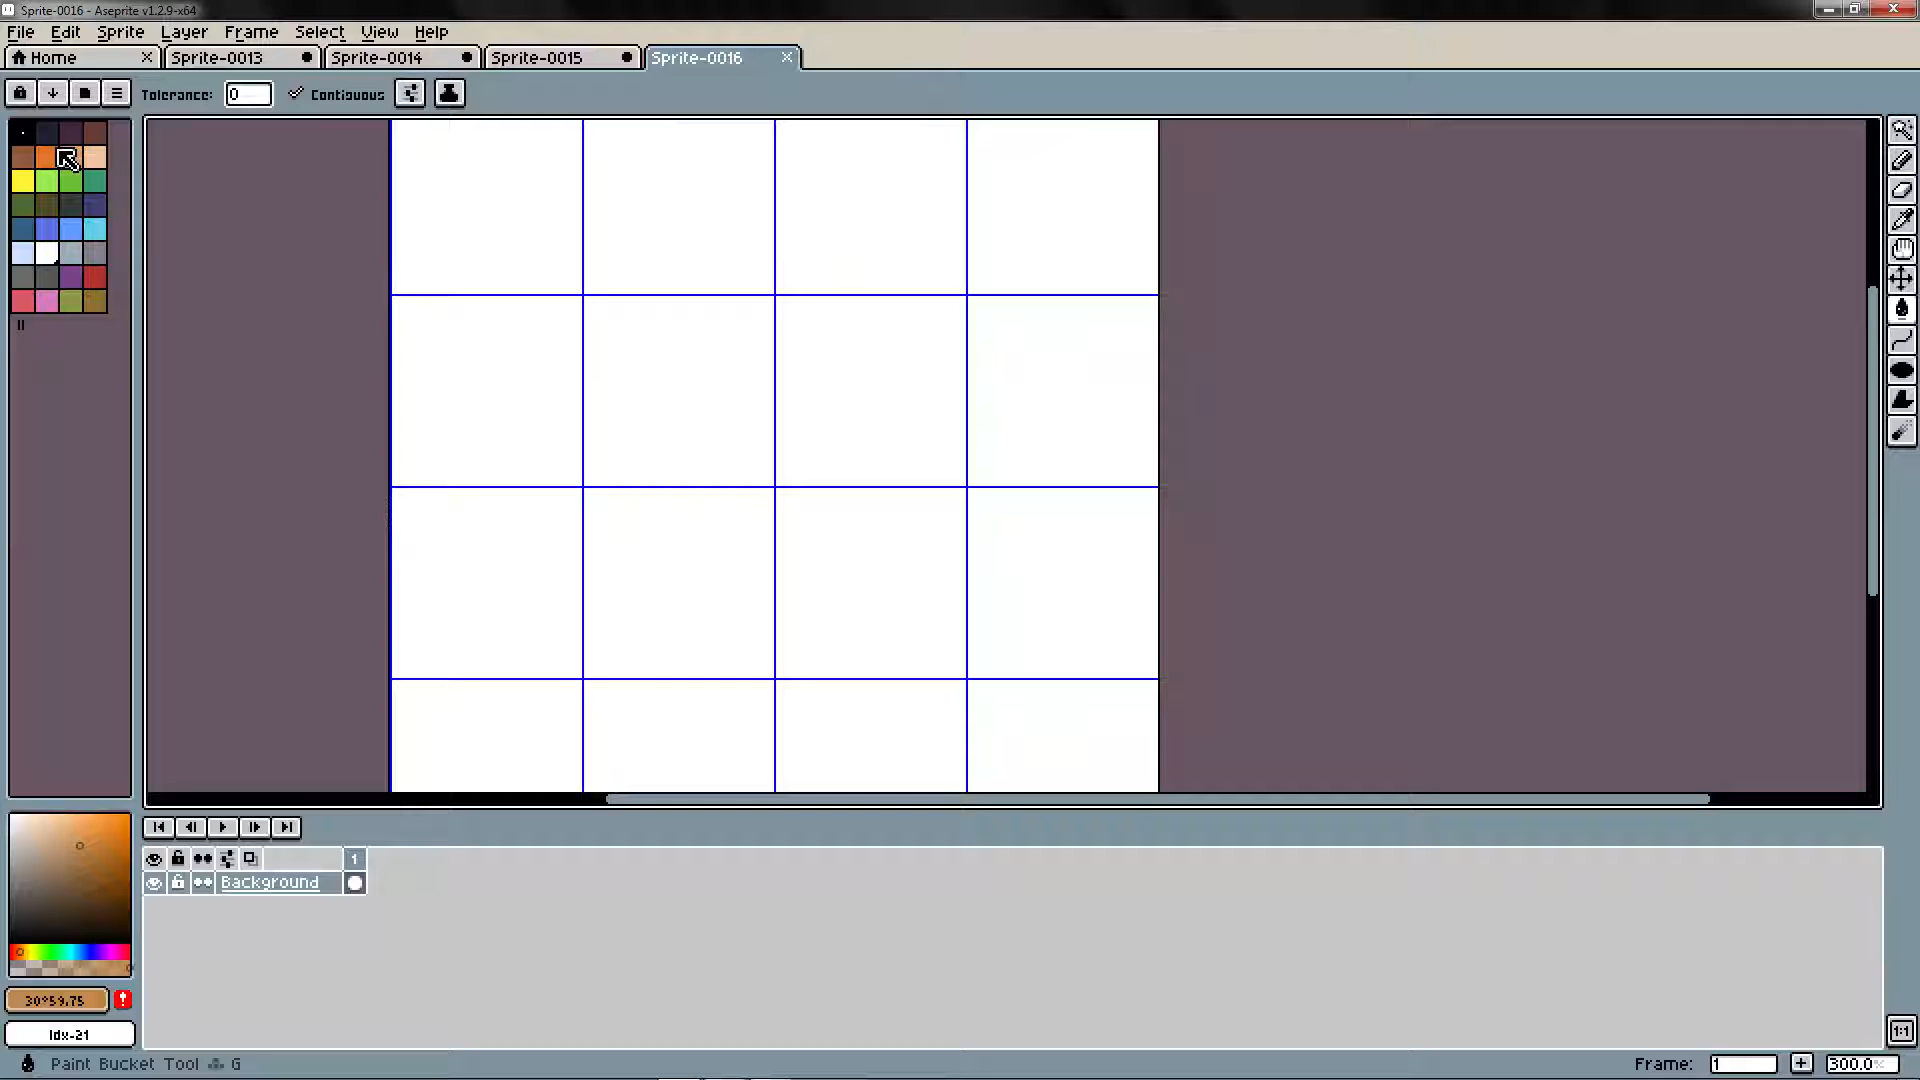 Sprite-0016 - Aseprite v1.2.9-x64
File Edit Sprite Layer Frame Select View Help
Home Sprite-0013 Sprite-0014 Sprite-0015 Sprite-0016
Tolerance: 0 Contiguous
1
Background
30°59.75
Idx-21
1:1
Paint Bucket Tool G Frame: 1 + 300.0